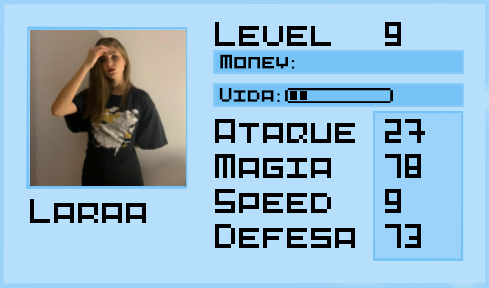 LEVEL 9
MONEY:
VIDA:
ATAQUE 27
MAGIA 78
SPEED 9
DEFESA 73
LARAA